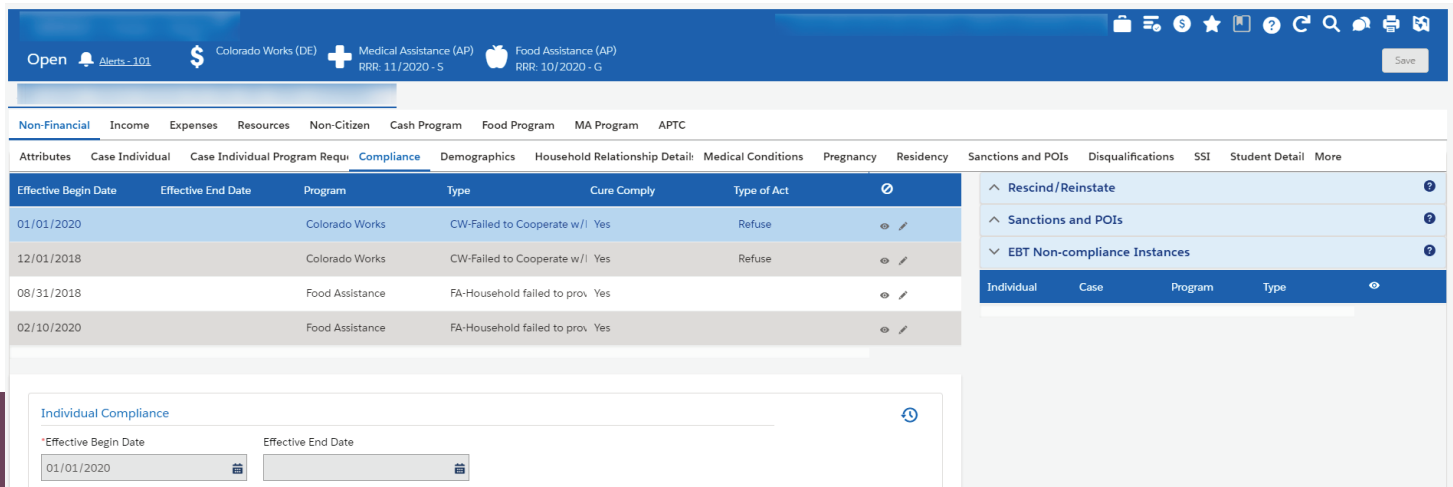 Open Alerts - 101 Colorado Works (DE) Medical Assistance (AP) Food Assistance (AP)
RRR: 11/2020 - S RRR: 10/2020 - G Save
Non-Financial Income Expenses Resources Non-Citizen Cash Program Food Program MA Program APTC
Attributes Case Individual Case Individual Program Requ Compliance Demographics Household Relationship Detail Medical Conditions Pregnancy Residency Sanctions and POIs Disqualifications SSI Student Detail More
Effective Begin Date Effective End Date Program Type Cure Comply Type of Act
01/01/2020 Colorado Works CW-Failed to Cooperate w/ Yes Refuse
12/01/2018 Colorado Works CW-Failed to Cooperate w/ Yes Refuse
08/31/2018 Food Assistance FA-Household failed to prov Yes
02/10/2020 Food Assistance FA-Household failed to prov Yes
Rescind/Reinstate
Sanctions and POIs
EBT Non-compliance Instances
Individual Case Program Type
Individual Compliance
*Effective Begin Date Effective End Date
01/01/2020